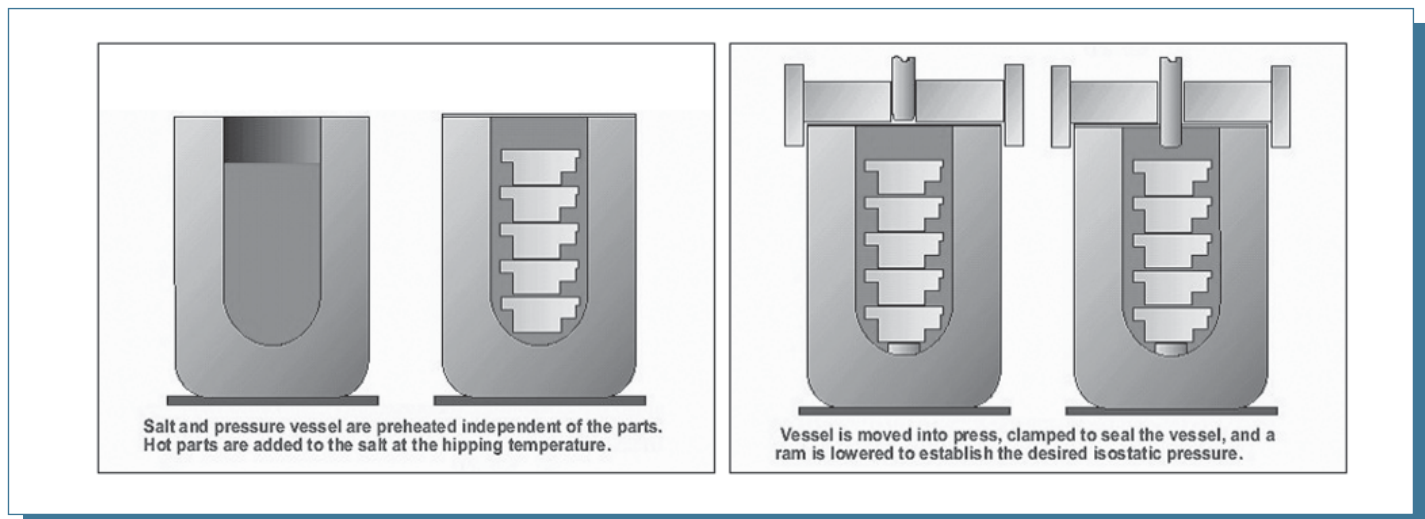 Salt and pressure vessel are preheated independent of the parts.
Hot parts are added to the salt at the hipping temperature.
Vessel is moved into press, clamped to seal the vessel, and a
ram is lowered to establish the desired isostatic pressure.